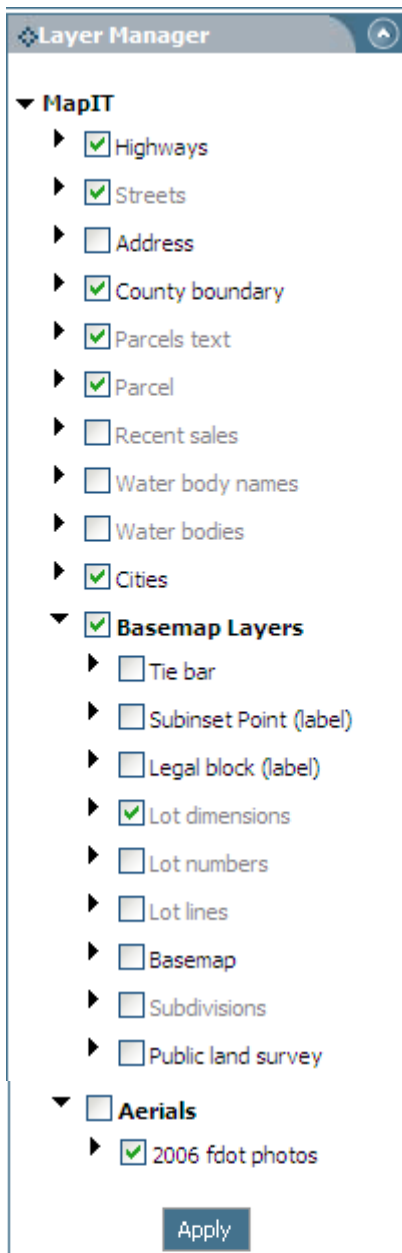 Layer Manager
MapIT
Highways
Streets
Address
County boundary
Parcels text
Parcel
Recent sales
Water body names
Water bodies
Cities
Basemap Layers
Tie bar
Subinset Point (label)
Legal block (label)
Lot dimensions
Lot numbers
Lot lines
Basemap
Subdivisions
Public land survey
Aerials
2006 fdot photos
Apply